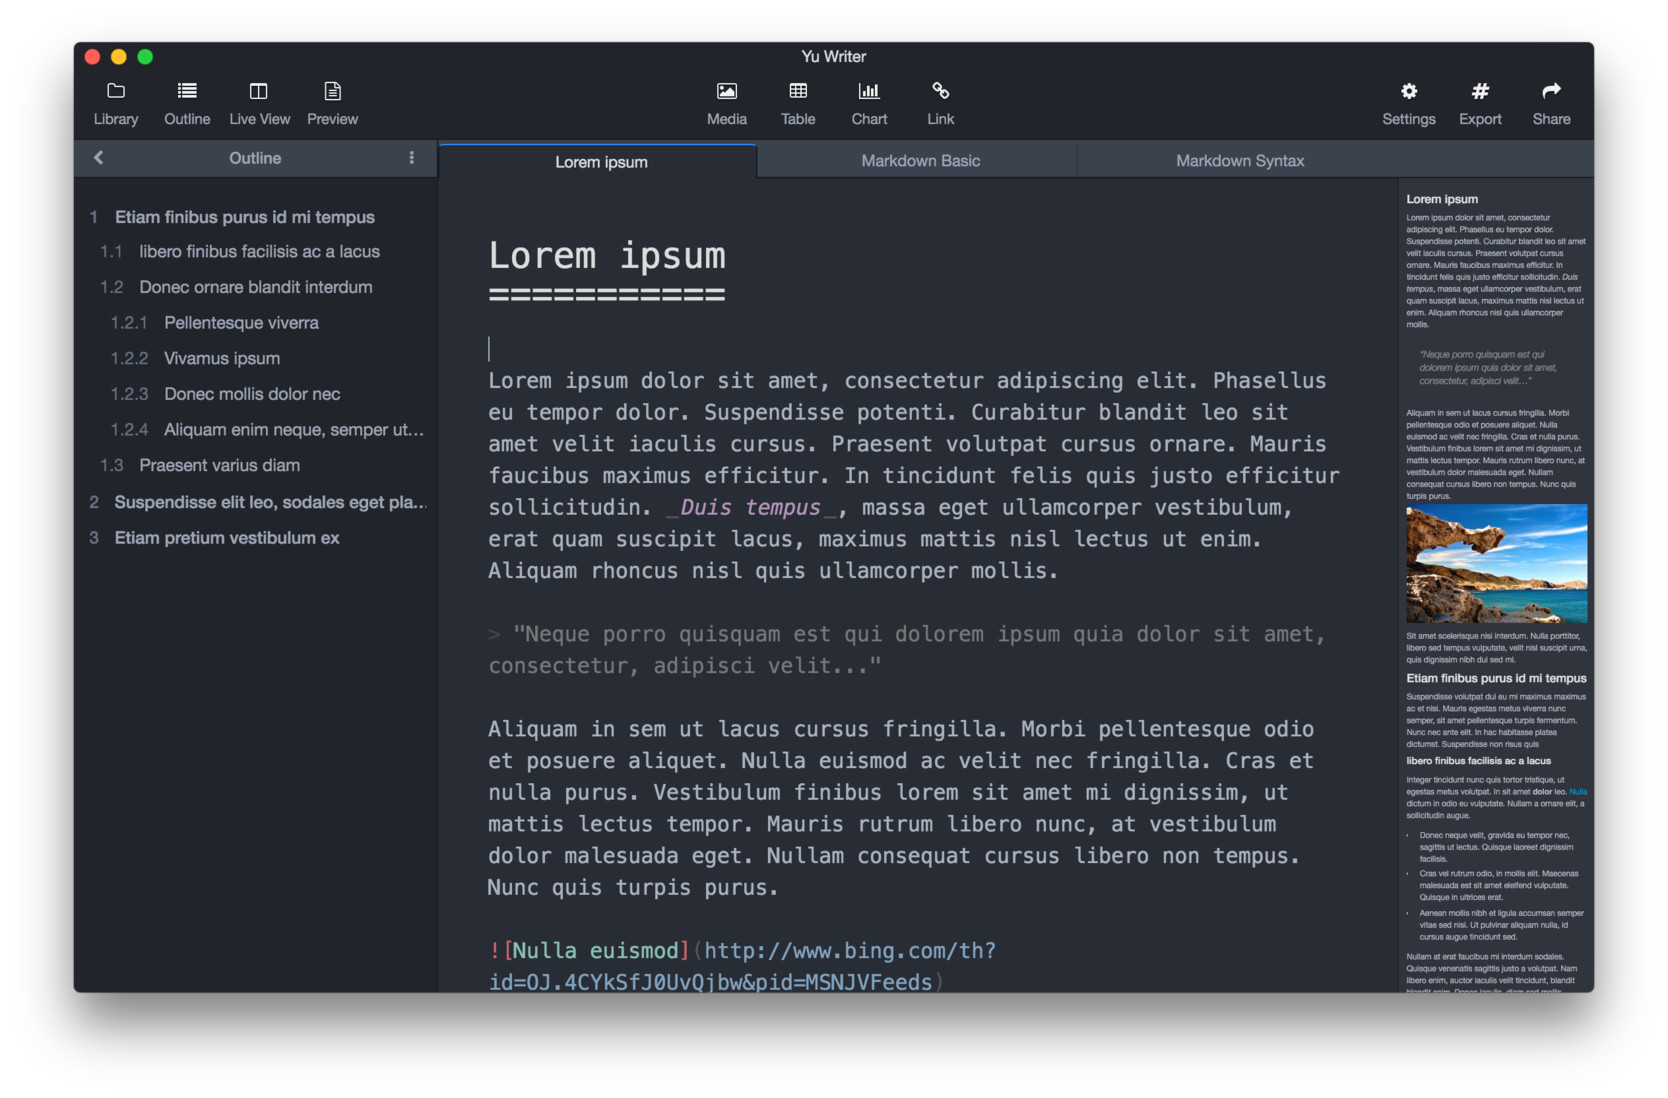 Yu Writer
Library Outline Live View Preview Media Table Chart Link Settings Export Share
Outline
1 Etiam finibus purus id mi tempus
1.1 libero finibus facilisis ac a lacus
1.2 Donec ornare blandit interdum
1.2.1 Pellentesque viverra
1.2.2 Vivamus ipsum
1.2.3 Donec mollis dolor nec
1.2.4 Aliquam enim neque, semper ut...
1.3 Praesent varius diam
2 Suspendisse elit leo, sodales eget pla...
3 Etiam pretium vestibulum ex
Lorem ipsum Markdown Basic Markdown Syntax
Lorem ipsum
===========
Lorem ipsum dolor sit amet, consectetur adipiscing elit. Phasellus
eu tempor dolor. Suspendisse potenti. Curabitur blandit leo sit
amet velit iaculis cursus. Praesent volutpat cursus ornare. Mauris
faucibus maximus efficitur. In tincidunt felis quis justo efficitur
sollicitudin. _Duis tempus_, massa eget ullamcorper vestibulum,
erat quam suscipit lacus, maximus mattis nisl lectus ut enim.
Aliquam rhoncus nisl quis ullamcorper mollis.
> "Neque porro quisquam est qui dolorem ipsum quia dolor sit amet,
consectetur, adipisci velit..."
Aliquam in sem ut lacus cursus fringilla. Morbi pellentesque odio
et posuere aliquet. Nulla euismod ac velit nec fringilla. Cras et
nulla purus. Vestibulum finibus lorem sit amet mi dignissim, ut
mattis lectus tempor. Mauris rutrum libero nunc, at vestibulum
dolor malesuada eget. Nullam consequat cursus libero non tempus.
Nunc quis turpis purus.
![Nulla euismod](http://www.bing.com/th?
id=OJ.4CYkSfJ0UvQjbw&pid=MSNJVFeeds)
Lorem ipsum
Lorem ipsum dolor sit amet, consectetur
adipiscing elit. Phasellus eu tempor dolor.
Suspendisse potenti. Curabitur blandit leo sit amet
velit iaculis cursus. Praesent volutpat cursus
ornare. Mauris faucibus maximus efficitur. In
tincidunt felis quis justo efficitur sollicitudin. Duis
tempus, massa eget ullamcorper vestibulum, erat
quam suscipit lacus, maximus mattis nisl lectus ut
enim. Aliquam rhoncus nisl quis ullamcorper
mollis.
"Neque porro quisquam est qui
dolorem ipsum quia dolor sit amet,
consectetur, adipisci velit..."
Aliquam in sem ut lacus cursus fringilla. Morbi
pellentesque odio et posuere aliquet. Nulla
euismod ac velit nec fringilla. Cras et nulla purus.
Vestibulum finibus lorem sit amet mi dignissim, ut
mattis lectus tempor. Mauris rutrum libero nunc, at
vestibulum dolor malesuada eget. Nullam
consequat cursus libero non tempus. Nunc quis
turpis purus.
Sit amet scelerisque nisi interdum. Nulla porttitor,
libero sed tempus vulputate, velit nisl suscipit urna,
quis dignissim nibh dui sed mi.
Etiam finibus purus id mi tempus
Suspendisse volutpat dui eu mi maximus maximus
ac et nisi. Mauris egestas metus viverra nunc
semper, sit amet pellentesque turpis fermentum.
Nunc nec ante elit. In hac habitasse platea
dictumst. Suspendisse non risus quis
libero finibus facilisis ac a lacus
Integer tincidunt nunc quis tortor tristique, ut
egestas metus volutpat. In sit amet dolor leo. Nulla
dictum in odio eu vulputate. Nullam a ornare elit, a
sollicitudin augue.
• Donec neque velit, gravida eu tempor nec,
sagittis ut lectus. Quisque laoreet dignissim
facilisis.
• Cras vel rutrum odio, in mollis elit. Maecenas
malesuada est sit amet eleifend vulputate.
Quisque in ultrices erat.
• Aenean mollis nibh et ligula accumsan semper
vitae sed nisi. Ut pulvinar aliquam nulla, id
cursus augue tincidunt sed.
Nullam at erat faucibus mi interdum sodales.
Quisque venenatis sagittis justo a volutpat. Nam
libero enim, auctor iaculis velit tincidunt, blandit